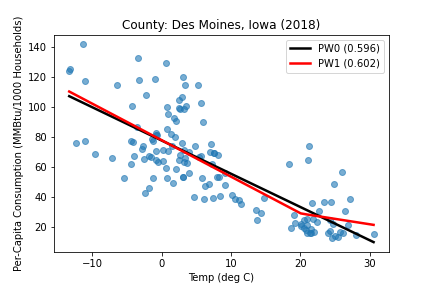 County: Des Moines, Iowa (2018)
Per-Capita Consumption (MMBtu/1000 Households)
140
120
100
80
60
40
20
PW0 (0.596)
PW1 (0.602)
−10 0 10 20 30
Temp (deg C)